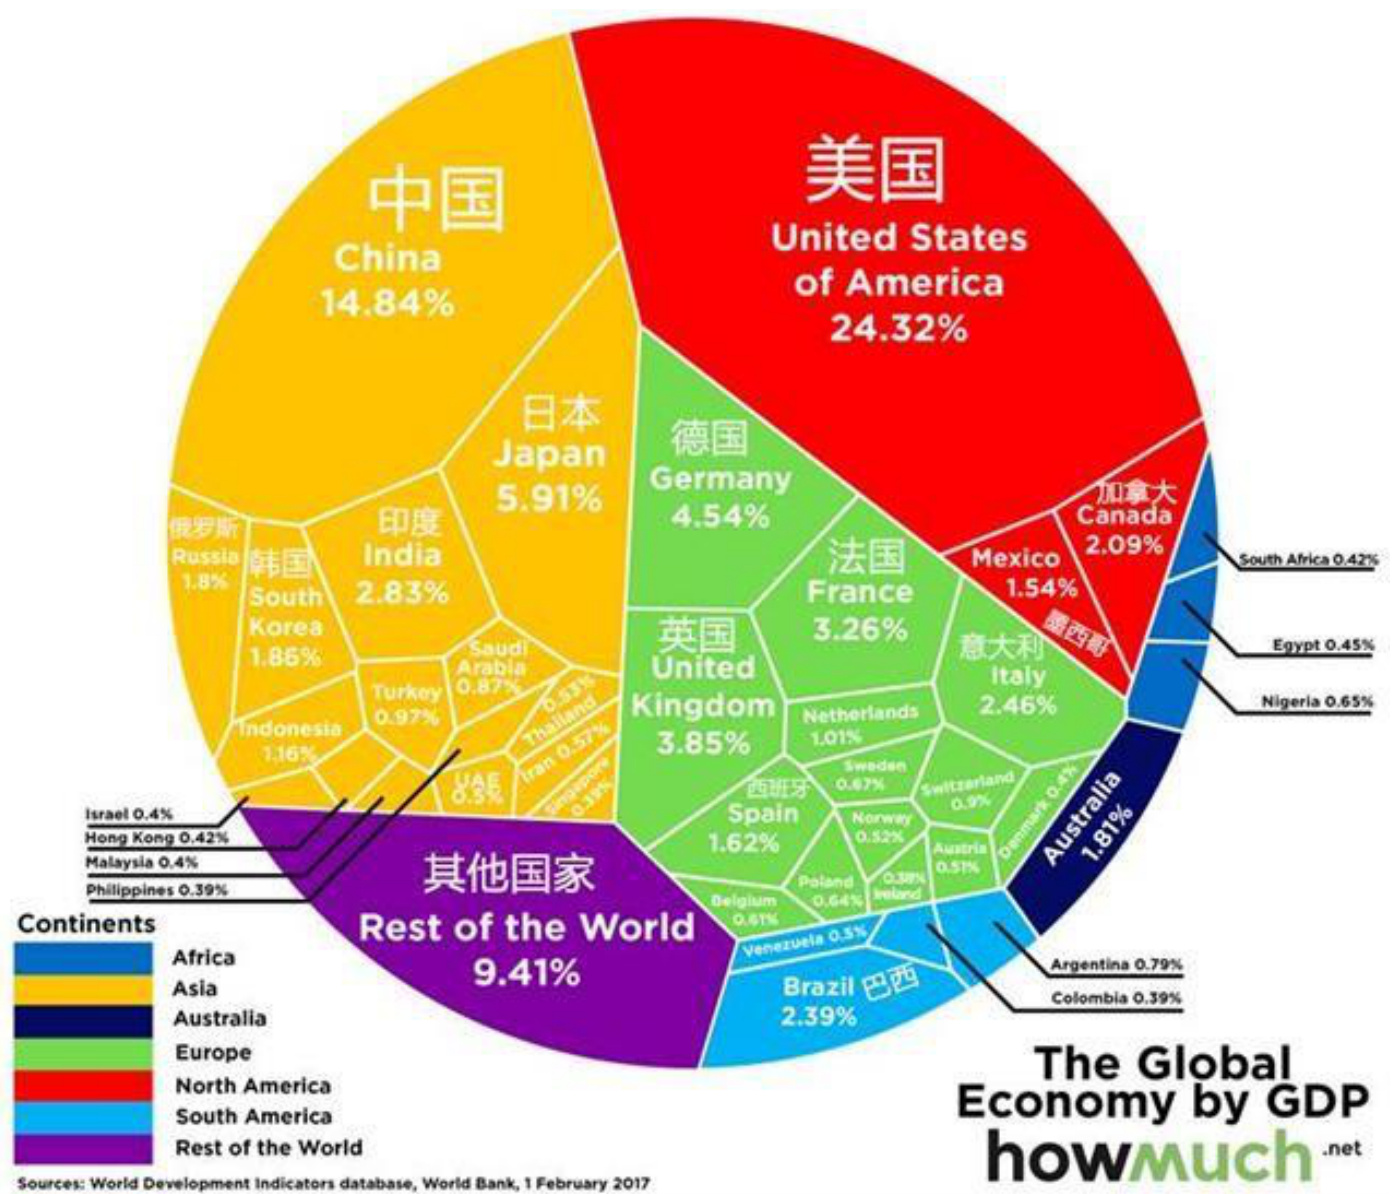 中国
China
14.84%
美国
United States
of America
24.32%
日本
Japan
5.91%
德国
Germany
4.54%
俄罗斯
Russia
1.8%
韩国
South
Korea
1.86%
印度
India
2.83%
法国
France
3.26%
加拿大
Canada
2.09%
Mexico
1.54%
墨西哥
South Africa 0.42%
Egypt 0.45%
Nigeria 0.65%
英国
United
Kingdom
3.85%
意大利
Italy
2.46%
Saudi
Arabia
0.87%
Turkey
0.97%
0.53%
Thailand
Indonesia
1.16%
Iran 0.57%
UAE
0.5%
Singapore
0.39%
Netherlands
1.01%
Sweden
0.67%
Switzerland
0.9%
Denmark 0.4%
Australia
1.81%
西班牙
Spain
1.62%
Norway
0.52%
Austria
0.51%
Poland
0.64%
0.38%
Ireland
Belgium
0.61%
Israel 0.4%
Hong Kong 0.42%
Malaysia 0.4%
Philippines 0.39%
其他国家
Rest of the World
9.41%
Venezuela 0.5%
Brazil 巴西
2.39%
Argentina 0.79%
Colombia 0.39%
Continents
Africa
Asia
Australia
Europe
North America
South America
Rest of the World
The Global
Economy by GDP
howmuch.net
Sources: World Development Indicators database, World Bank, 1 February 2017